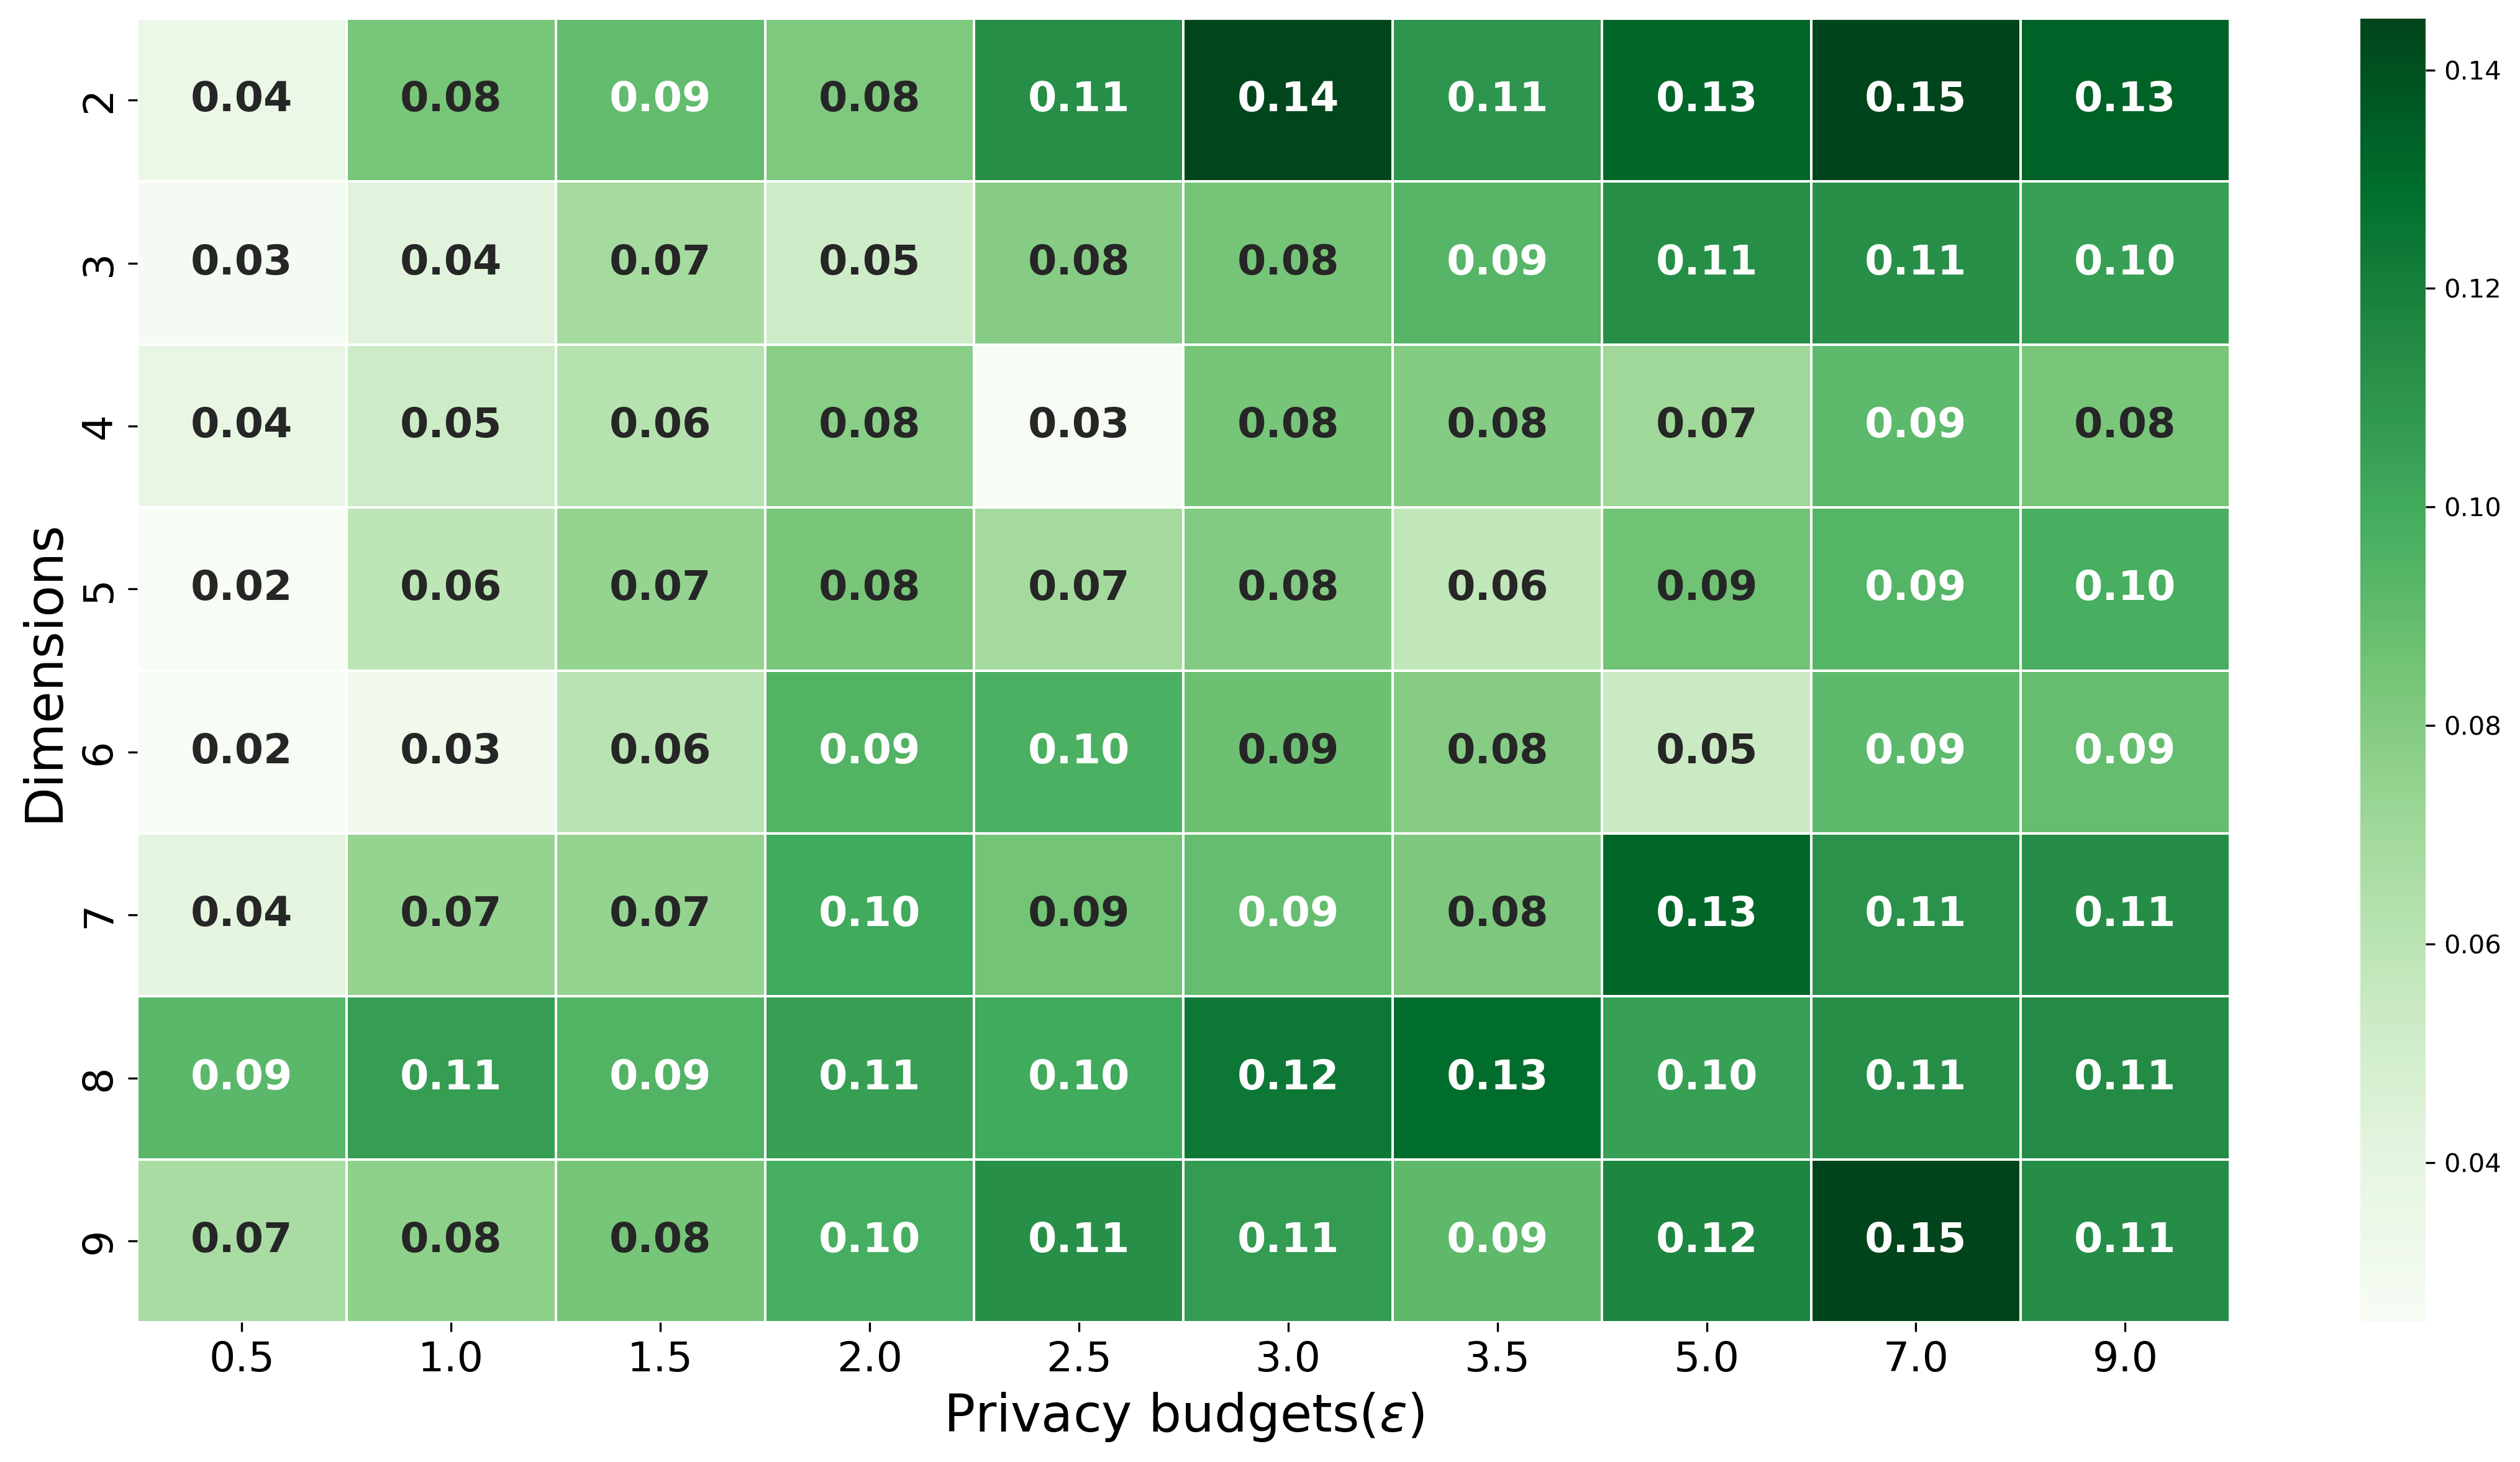 2 0.04 0.08 0.09 0.08 0.11 0.14 0.11 0.13 0.15 0.13
3 0.03 0.04 0.07 0.05 0.08 0.08 0.09 0.11 0.11 0.10
4 0.04 0.05 0.06 0.08 0.03 0.08 0.08 0.07 0.09 0.08
5 0.02 0.06 0.07 0.08 0.07 0.08 0.06 0.09 0.09 0.10
6 0.02 0.03 0.06 0.09 0.10 0.09 0.08 0.05 0.09 0.09
7 0.04 0.07 0.07 0.10 0.09 0.09 0.08 0.13 0.11 0.11
8 0.09 0.11 0.09 0.11 0.10 0.12 0.13 0.10 0.11 0.11
9 0.07 0.08 0.08 0.10 0.11 0.11 0.09 0.12 0.15 0.11
0.5 1.0 1.5 2.0 2.5 3.0 3.5 5.0 7.0 9.0
Privacy budgets(ε)
Dimensions
0.14
0.12
0.10
0.08
0.06
0.04